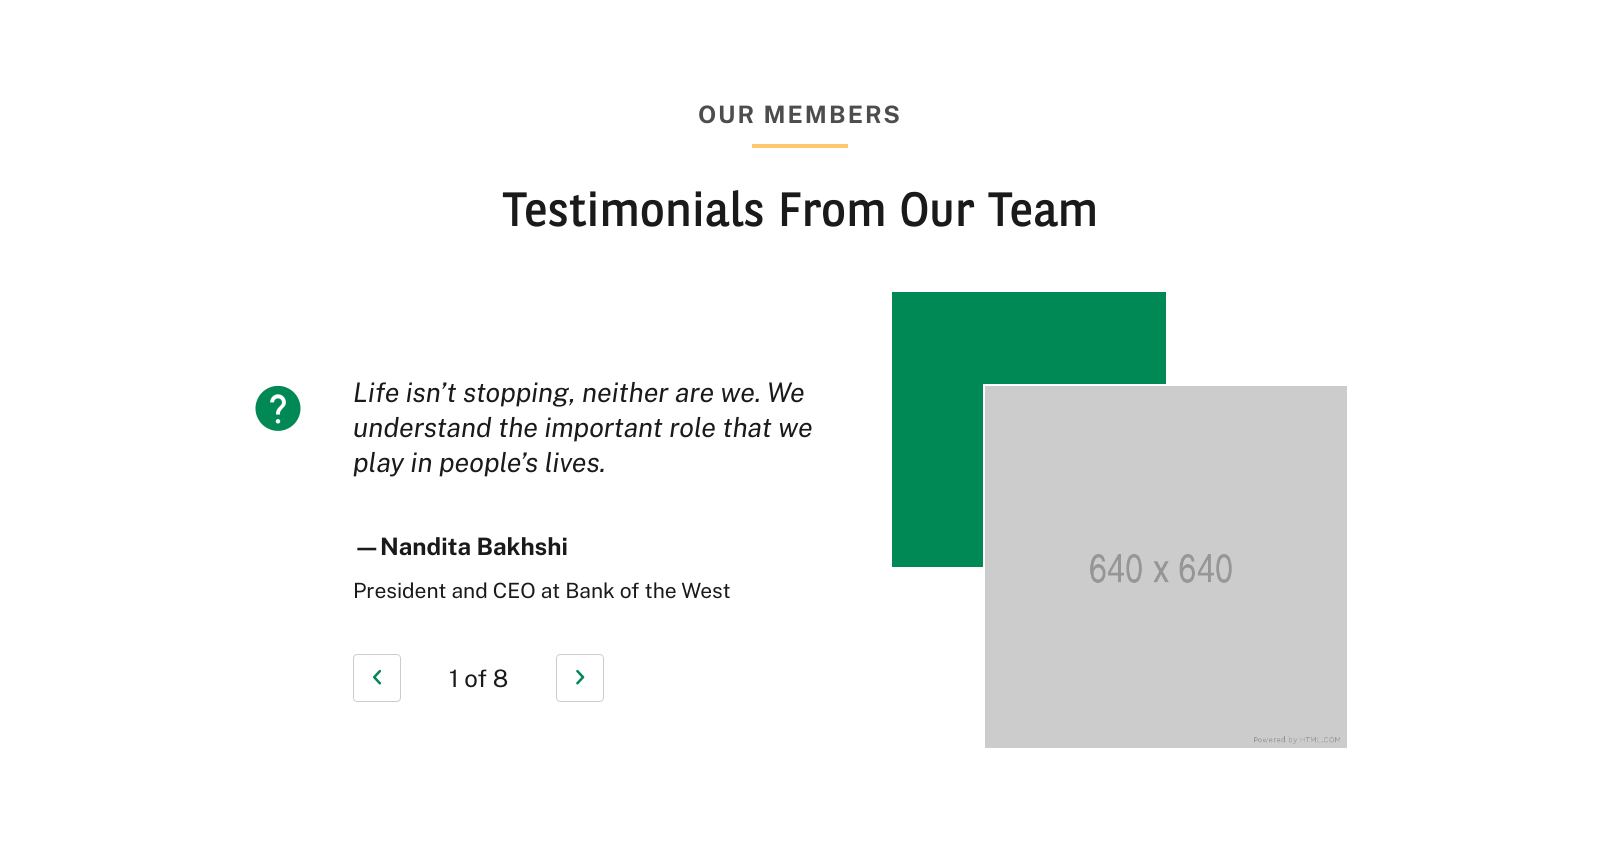 OUR MEMBERS
Testimonials From Our Team
?
Life isn’t stopping, neither are we. We
understand the important role that we
play in people’s lives.
—Nandita Bakhshi
President and CEO at Bank of the West
1 of 8
640 x 640
Powered by HTML.COM